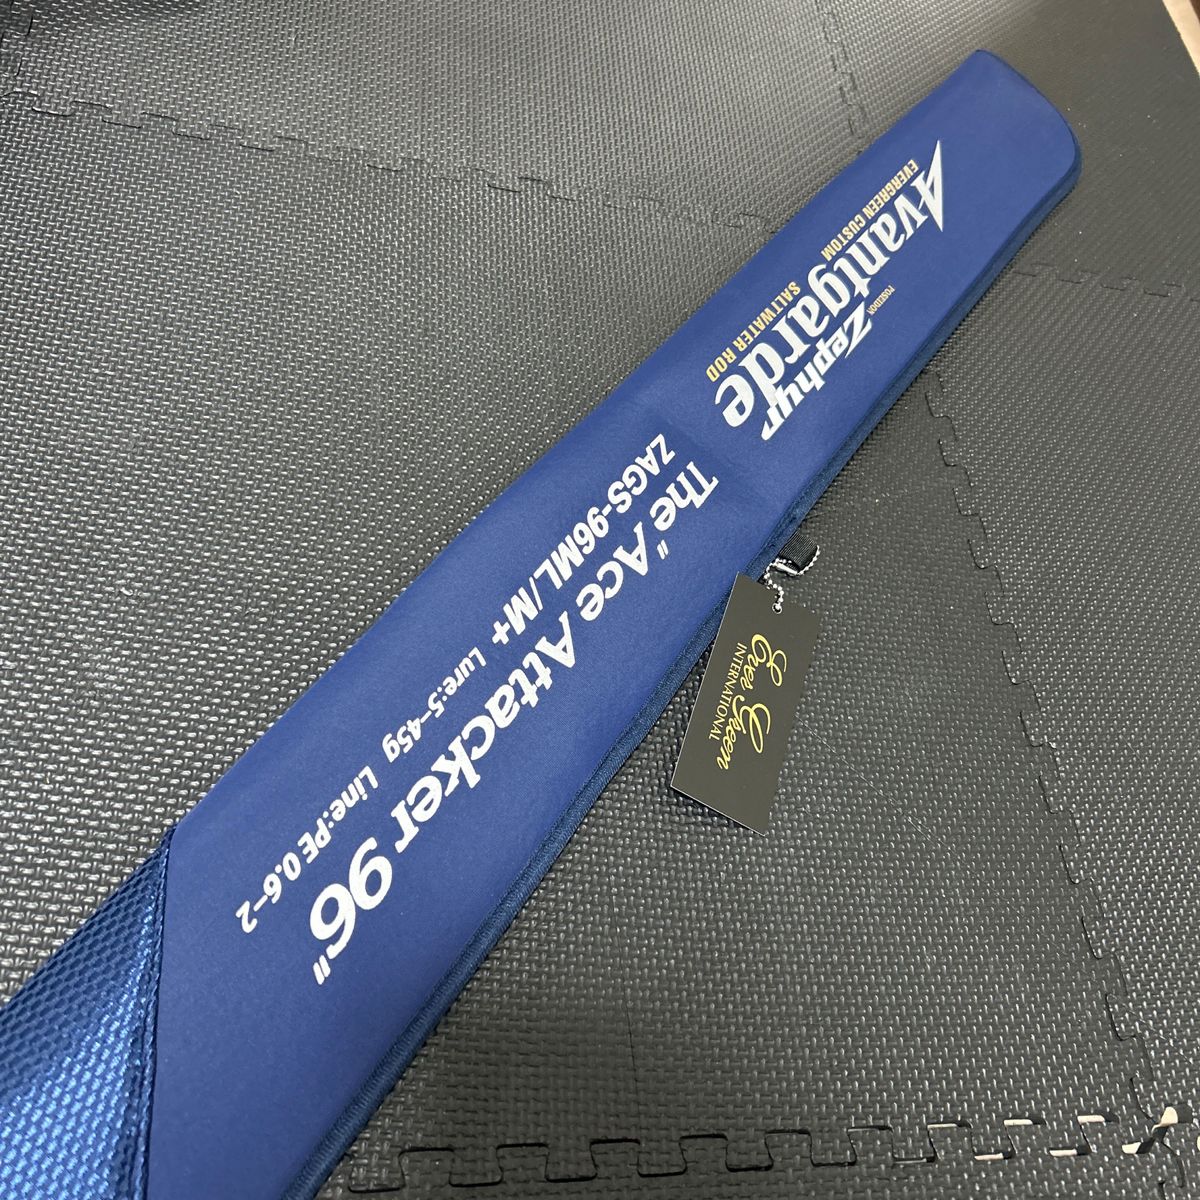 POSEIDON
Zephyr
Avantgarde
EVERGREEN CUSTOM SALTWATER ROD
The "Ace Attacker 96"
ZAGS-96ML/M+ Lure:5-45g Line:PE 0.6-2
Ever Green
INTERNATIONAL